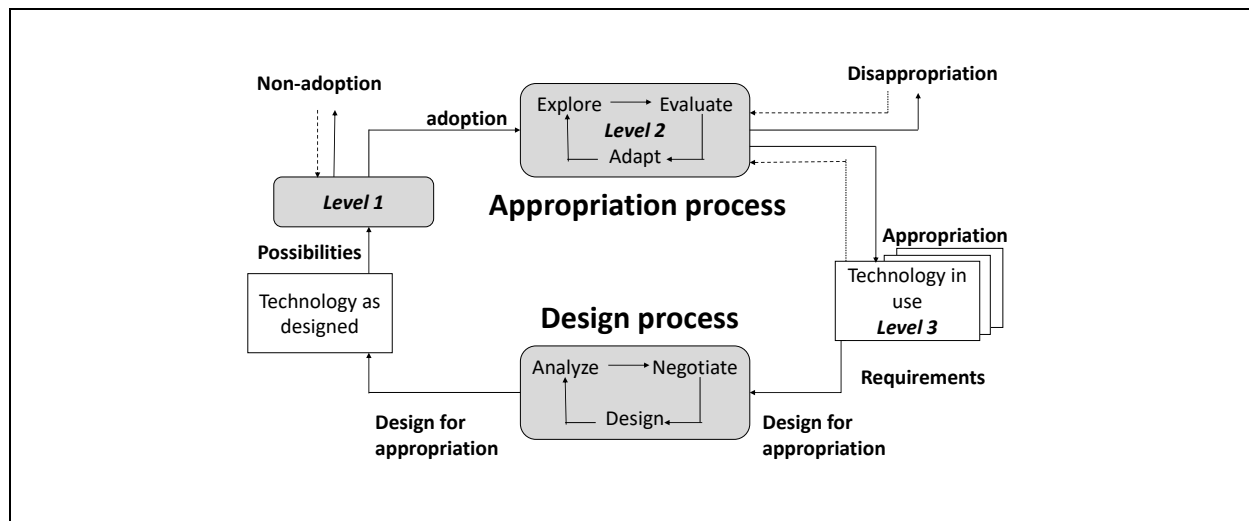 Non-adoption
Disappropriation
adoption
Explore
Evaluate
Level 2
Adapt
Level 1
Appropriation process
Possibilities
Appropriation
Technology as
designed
Technology in
use
Level 3
Design process
Requirements
Analyze
Negotiate
Design
Design for
appropriation
Design for
appropriation